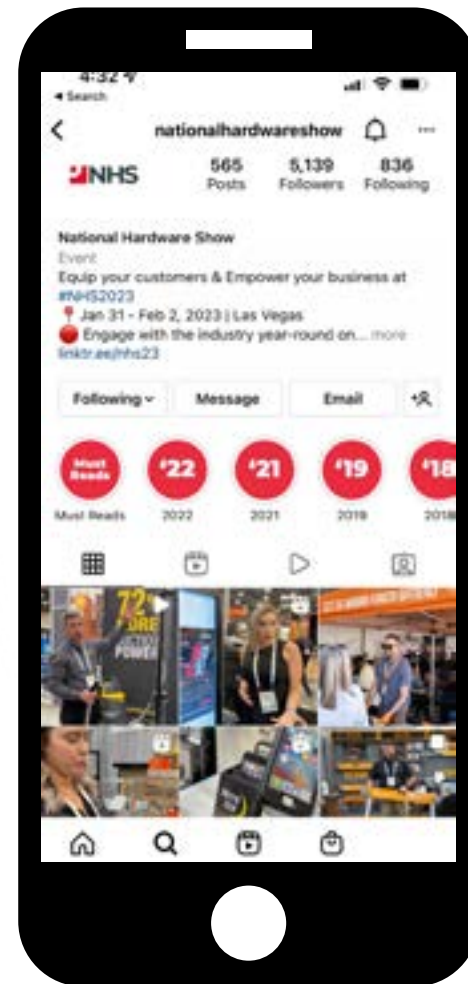 4:32
◂ Search
nationalhardwareshow
NHS
565 5,139 836
Posts Followers Following
National Hardware Show
Event
Equip your customers & Empower your business at
#NHS2023
Jan 31 - Feb 2, 2023 | Las Vegas
Engage with the industry year-round on... more
linktr.ee/nhs23
Following Message Email
Must Reads '22 '21 '19 '18
Must Reads 2022 2021 2019 2018
72
POWER